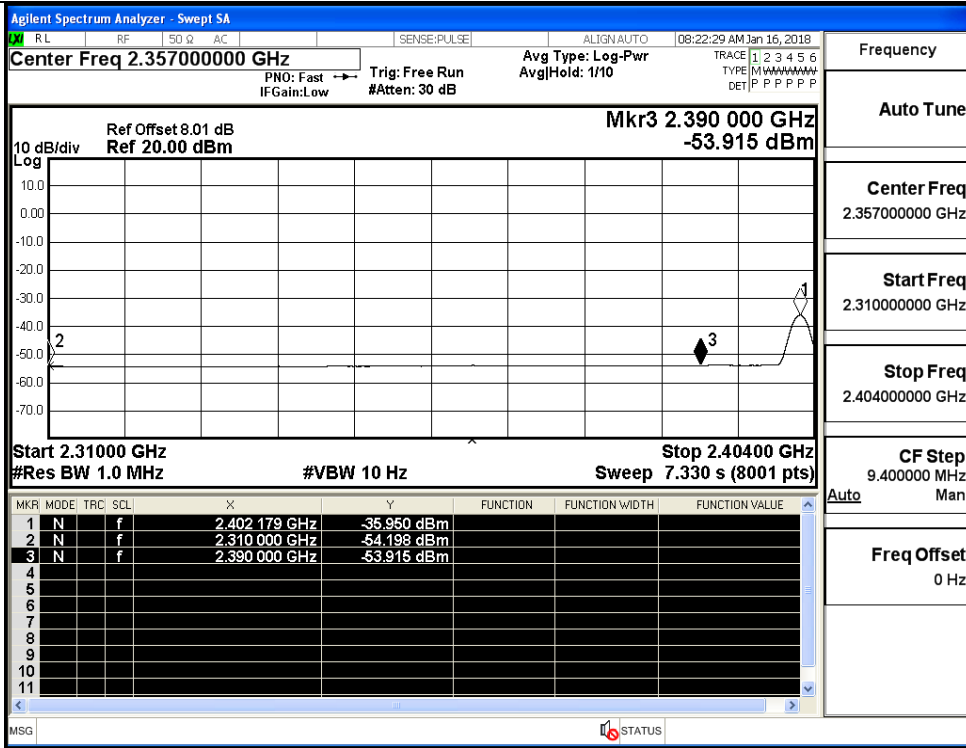 Agilent Spectrum Analyzer - Swept SA
LXI RL RF 50 Ω AC SENSE:PULSE ALIGN AUTO 08:22:29 AM Jan 16, 2018
Center Freq 2.357000000 GHz
PNO: Fast
IFGain:Low
Trig: Free Run
#Atten: 30 dB
Avg Type: Log-Pwr
Avg|Hold: 1/10
TRACE 1 2 3 4 5 6
TYPE M WWWWW
DET P P P P P P
Ref Offset 8.01 dB
10 dB/div Ref 20.00 dBm
Log
Mkr3 2.390 000 GHz
-53.915 dBm
10.0
0.00
-10.0
-20.0
-30.0
-40.0
-50.0
-60.0
-70.0
1
2
3
Start 2.31000 GHz Stop 2.40400 GHz
#Res BW 1.0 MHz #VBW 10 Hz Sweep 7.330 s (8001 pts)
MKR MODE TRC SCL X Y FUNCTION FUNCTION WIDTH FUNCTION VALUE
1 N f 2.402 179 GHz -35.950 dBm
2 N f 2.310 000 GHz -54.198 dBm
3 N f 2.390 000 GHz -53.915 dBm
4
5
6
7
8
9
10
11
MSG STATUS
Frequency
Auto Tune
Center Freq
2.357000000 GHz
Start Freq
2.310000000 GHz
Stop Freq
2.404000000 GHz
CF Step
9.400000 MHz
Auto Man
Freq Offset
0 Hz